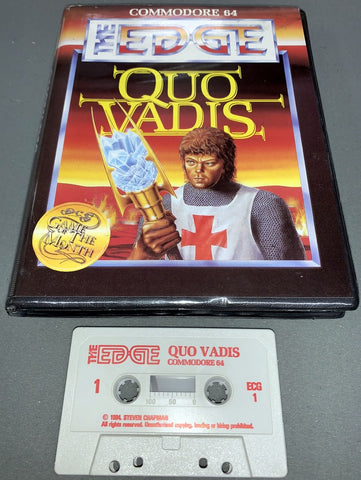 COMMODORE 64
THE EDGE
QUO
VADIS
GAME
OF THE
MONTH
THE EDGE
QUO VADIS
COMMODORE 64
1
ECG
1
100 50 0
© 1984. STEVEN CHAPMAN
All rights reserved. Unauthorised copying, lending or hiring prohibited.